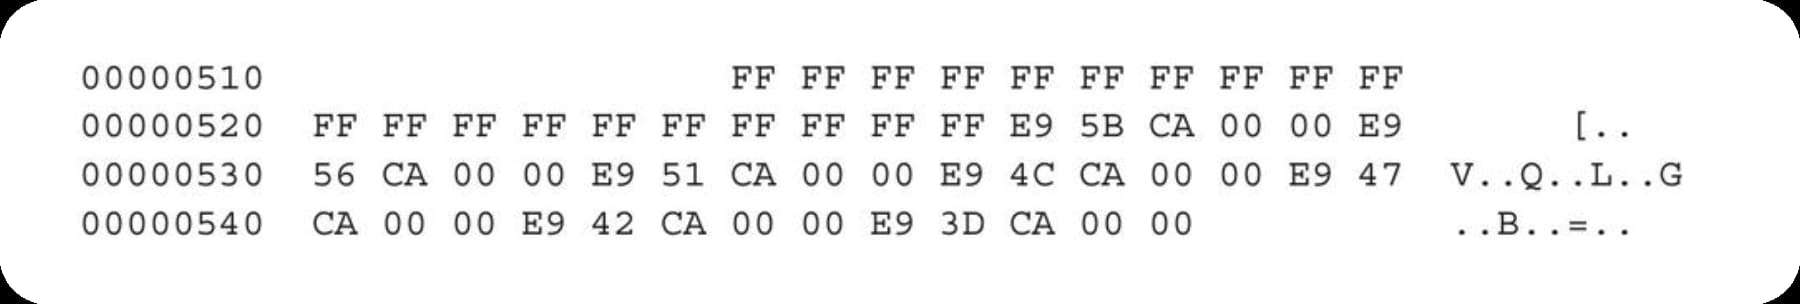 00000510 FF FF FF FF FF FF FF FF FF FF
00000520 FF FF FF FF FF FF FF FF FF FF E9 5B CA 00 00 E9 [..
00000530 56 CA 00 00 E9 51 CA 00 00 E9 4C CA 00 00 E9 47 V..Q..L..G
00000540 CA 00 00 E9 42 CA 00 00 E9 3D CA 00 00 ..B..=..